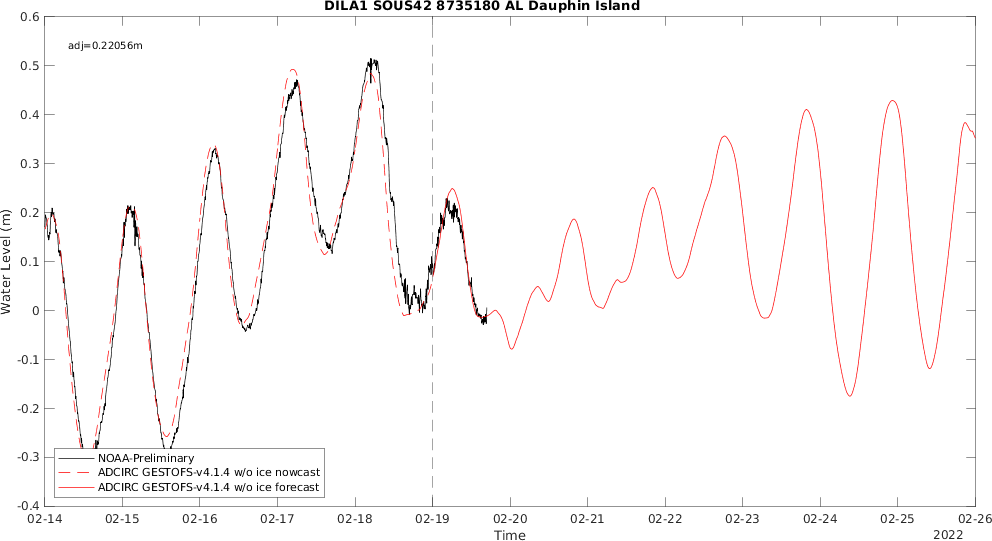 DILA1 SOUS42 8735180 AL Dauphin Island
adj=0.22056m
Water Level (m)
0.6
0.5
0.4
0.3
0.2
0.1
0
-0.1
-0.2
-0.3
-0.4
NOAA-Preliminary
ADCIRC GESTOFS-v4.1.4 w/o ice nowcast
ADCIRC GESTOFS-v4.1.4 w/o ice forecast
02-14 02-15 02-16 02-17 02-18 02-19 02-20 02-21 02-22 02-23 02-24 02-25 02-26
Time
2022